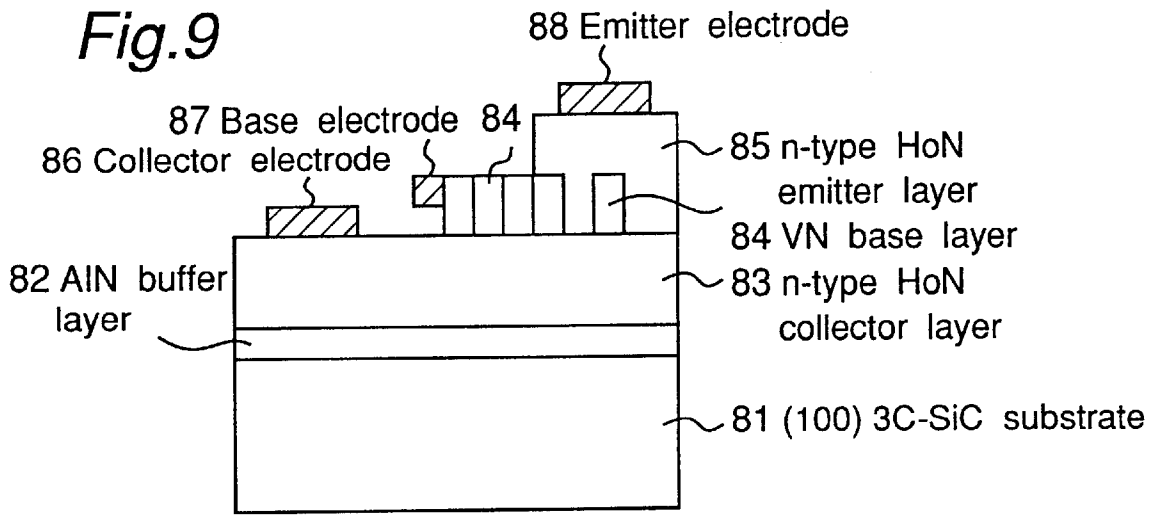 Fig.9
88 Emitter electrode
87 Base electrode 84
86 Collector electrode
85 n-type HoN
emitter layer
84 VN base layer
82 AlN buffer
layer
83 n-type HoN
collector layer
81 (100) 3C-SiC substrate